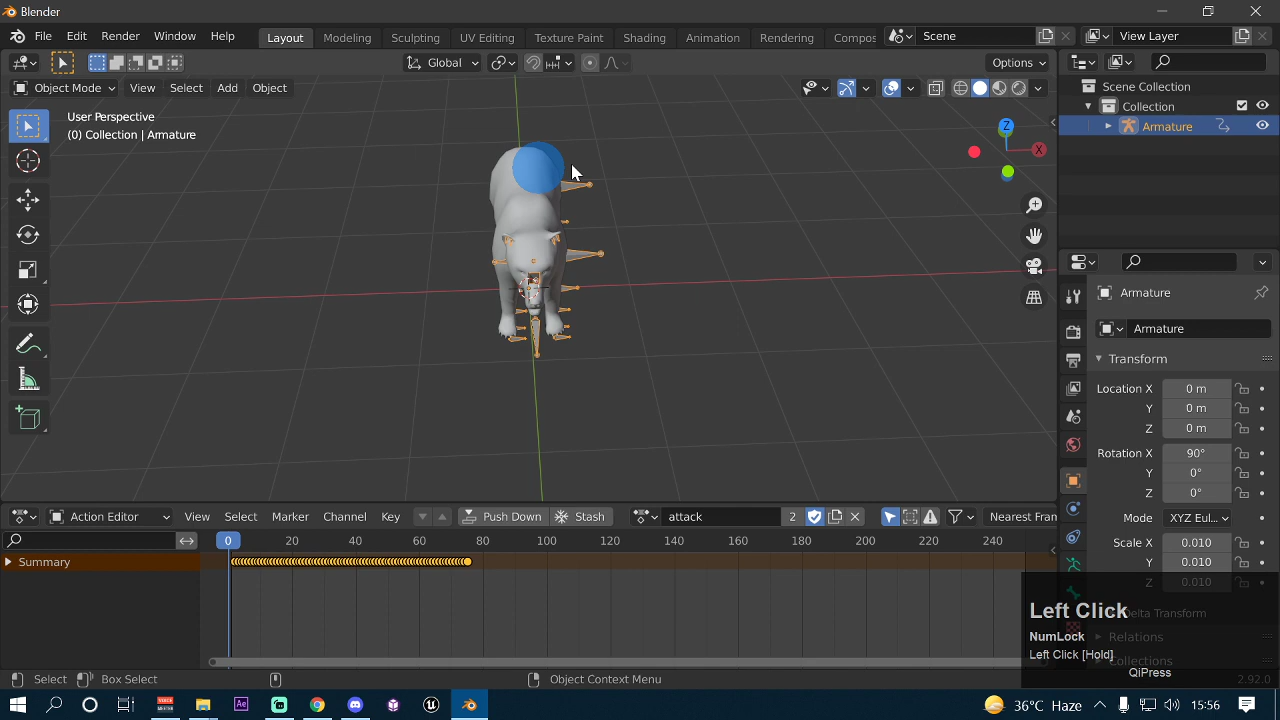 Blender
File Edit Render Window Help Layout Modeling Sculpting UV Editing Texture Paint Shading Animation Rendering Compos Scene View Layer
Global Options
Object Mode View Select Add Object
User Perspective
(0) Collection | Armature
Z
X
Scene Collection
Collection
Armature
Armature
Armature
Transform
Location X 0 m
Y 0 m
Z 0 m
Rotation X 90°
Y 0°
Z 0°
Mode XYZ Eul...
Scale X 0.010
Y 0.010
Z 0.010
Delta Transform
Relations
Collections
Action Editor View Select Marker Channel Key Push Down Stash attack 2 Nearest Fram
0 20 40 60 80 100 120 140 160 180 200 220 240
Summary
Left Click
NumLock
Left Click [Hold]
QiPress
Select Box Select Object Context Menu 2.92.0
Ae 36°C Haze 15:56